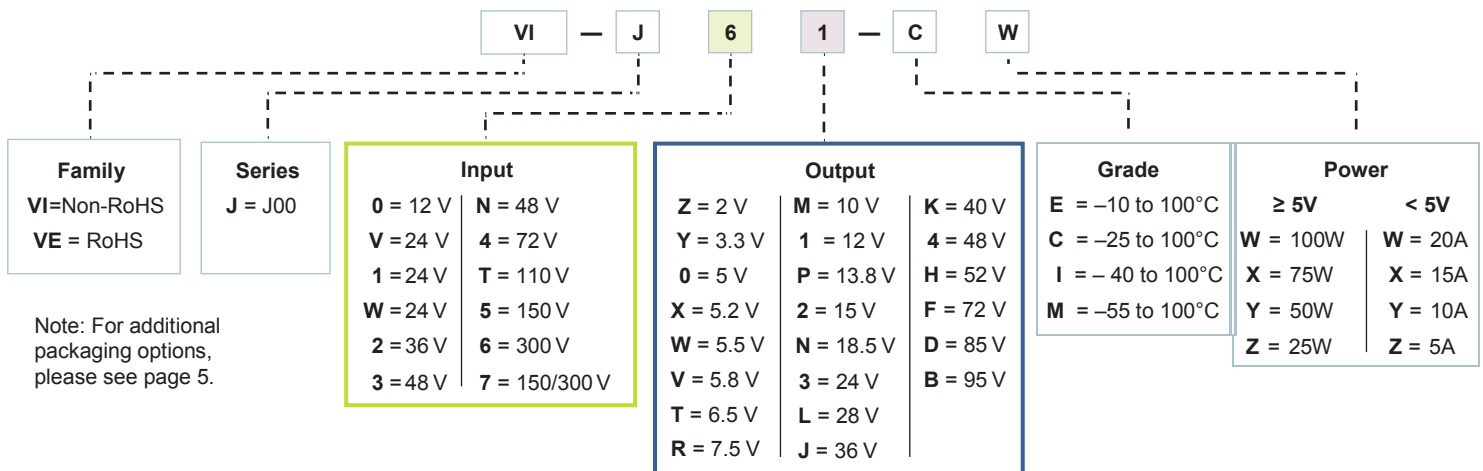 VI — J 6 1 — C W
Family
VI=Non-RoHS
VE = RoHS
Note: For additional
packaging options,
please see page 5.
Series
J = J00
Input
0 = 12 V
V = 24 V
1 = 24 V
W = 24 V
2 = 36 V
3 = 48 V
N = 48 V
4 = 72 V
T = 110 V
5 = 150 V
6 = 300 V
7 = 150/300 V
Output
Z = 2 V
Y = 3.3 V
0 = 5 V
X = 5.2 V
W = 5.5 V
V = 5.8 V
T = 6.5 V
R = 7.5 V
M = 10 V
1 = 12 V
P = 13.8 V
2 = 15 V
N = 18.5 V
3 = 24 V
L = 28 V
J = 36 V
K = 40 V
4 = 48 V
H = 52 V
F = 72 V
D = 85 V
B = 95 V
Grade
E = –10 to 100°C
C = –25 to 100°C
I = – 40 to 100°C
M = –55 to 100°C
Power
≥ 5V
W = 100W
X = 75W
Y = 50W
Z = 25W
< 5V
W = 20A
X = 15A
Y = 10A
Z = 5A